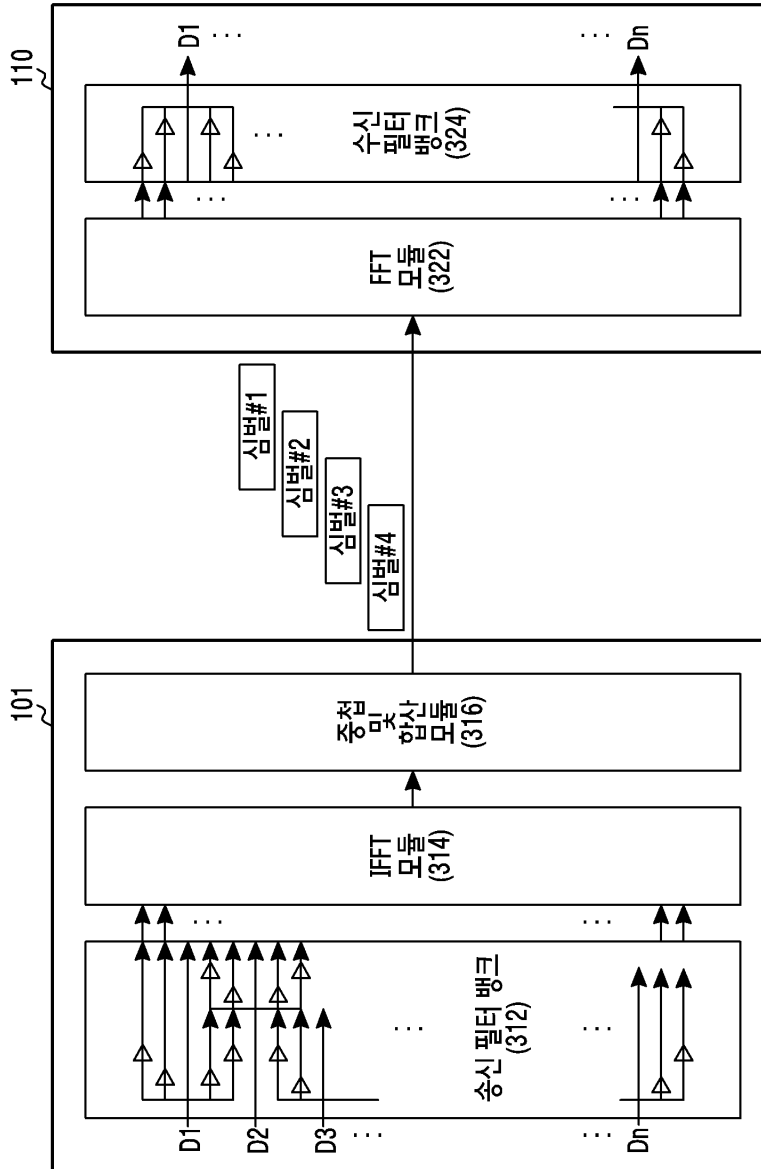 101
110
D1
D2
D3
...
Dn
...
...
송신 필터 뱅크
(312)
...
...
IFFT
모듈
(314)
중첩
및
합산
모듈
(316)
심벌#1
심벌#2
심벌#3
심벌#4
FFT
모듈
(322)
...
...
수신
필터
뱅크
(324)
...
D1
...
...
Dn